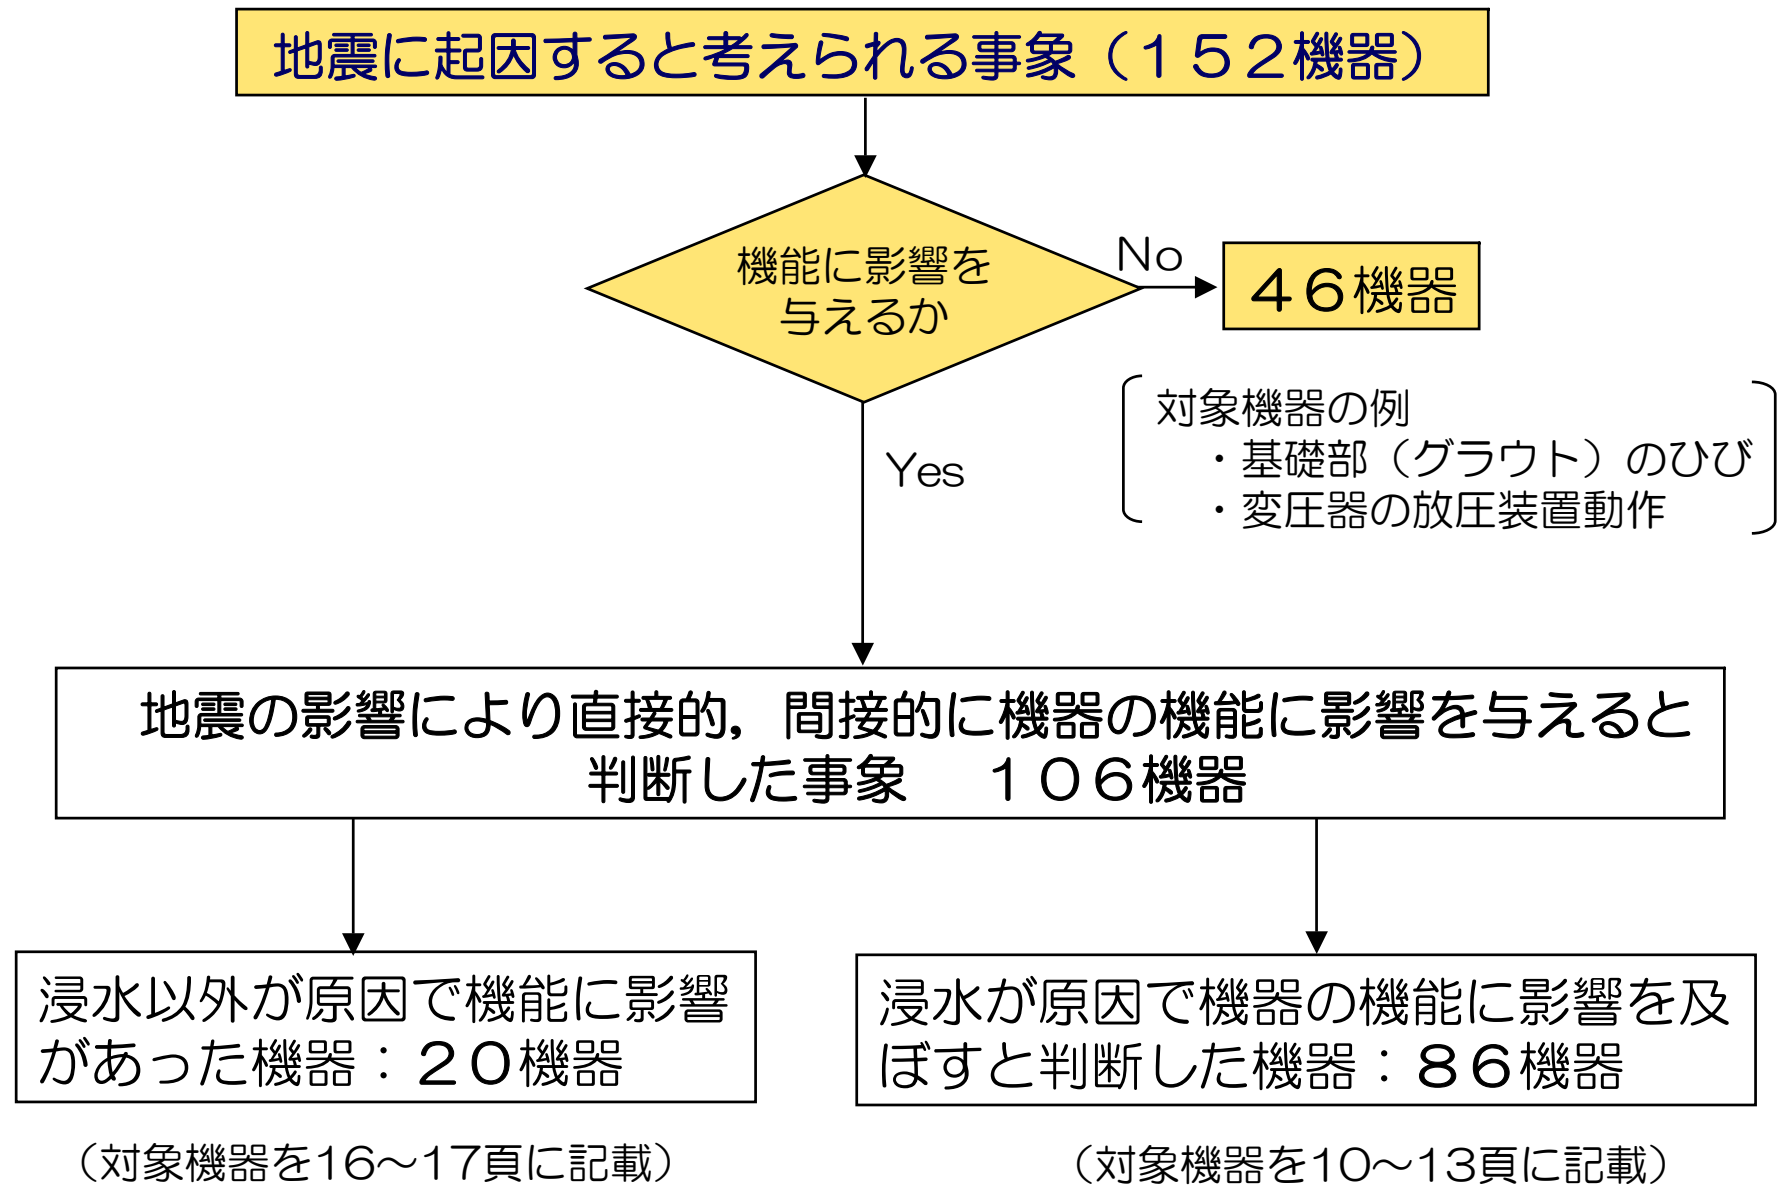 地震に起因すると考えられる事象（１５２機器）
機能に影響を
与えるか
No
４６機器
対象機器の例
・基礎部（グラウト）のひび
・変圧器の放圧装置動作
Yes
地震の影響により直接的，間接的に機器の機能に影響を与えると
判断した事象　１０６機器
浸水以外が原因で機能に影響
があった機器：２０機器
浸水が原因で機器の機能に影響を及
ぼすと判断した機器：８６機器
（対象機器を16～17頁に記載）
（対象機器を10～13頁に記載）